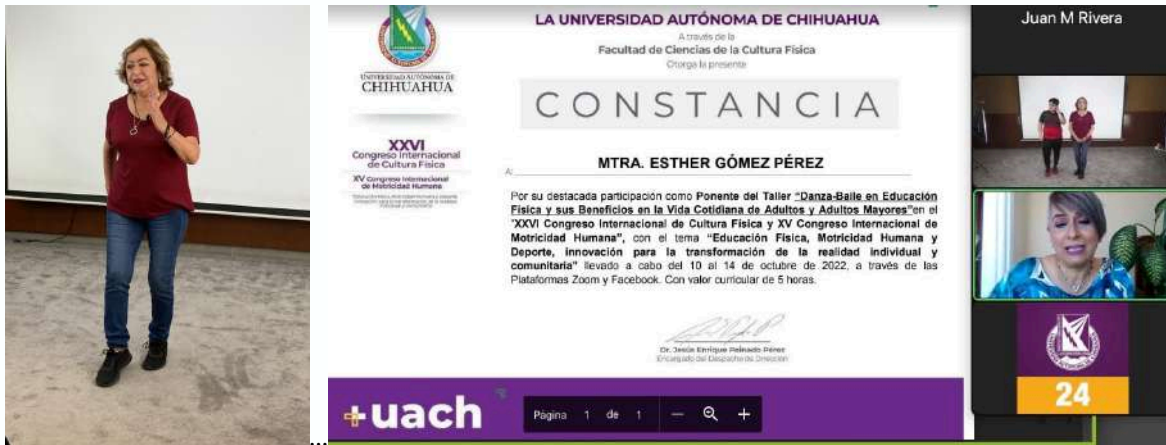 LA UNIVERSIDAD AUTÓNOMA DE CHIHUAHUA
A través de la
Facultad de Ciencias de la Cultura Física
Otorga la presente
CONSTANCIA
UNIVERSIDAD AUTÓNOMA DE
CHIHUAHUA
XXVI
Congreso Internacional
de Cultura Física
XV Congreso Internacional
de Motricidad Humana
A:
MTRA. ESTHER GÓMEZ PÉREZ
Por su destacada participación como Ponente del Taller “Danza-Baile en Educación
Física y sus Beneficios en la Vida Cotidiana de Adultos y Adultos Mayores”en el
"XXVI Congreso Internacional de Cultura Física y XV Congreso Internacional de
Motricidad Humana”, con el tema “Educación Física, Motricidad Humana y
Deporte, innovación para la transformación de la realidad individual y
comunitaria” llevado a cabo del 10 al 14 de octubre de 2022, a través de las
Plataformas Zoom y Facebook. Con valor curricular de 5 horas.
Dr. Jesús Enrique Peinado Pérez
Encargado del Despacho de Dirección
+uach
Página 1 de 1
Juan M Rivera
24
...